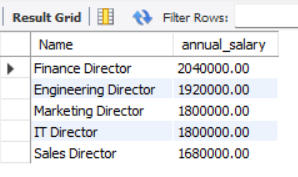 Result Grid Filter Rows:
Name annual_salary
Finance Director 2040000.00
Engineering Director 1920000.00
Marketing Director 1800000.00
IT Director 1800000.00
Sales Director 1680000.00